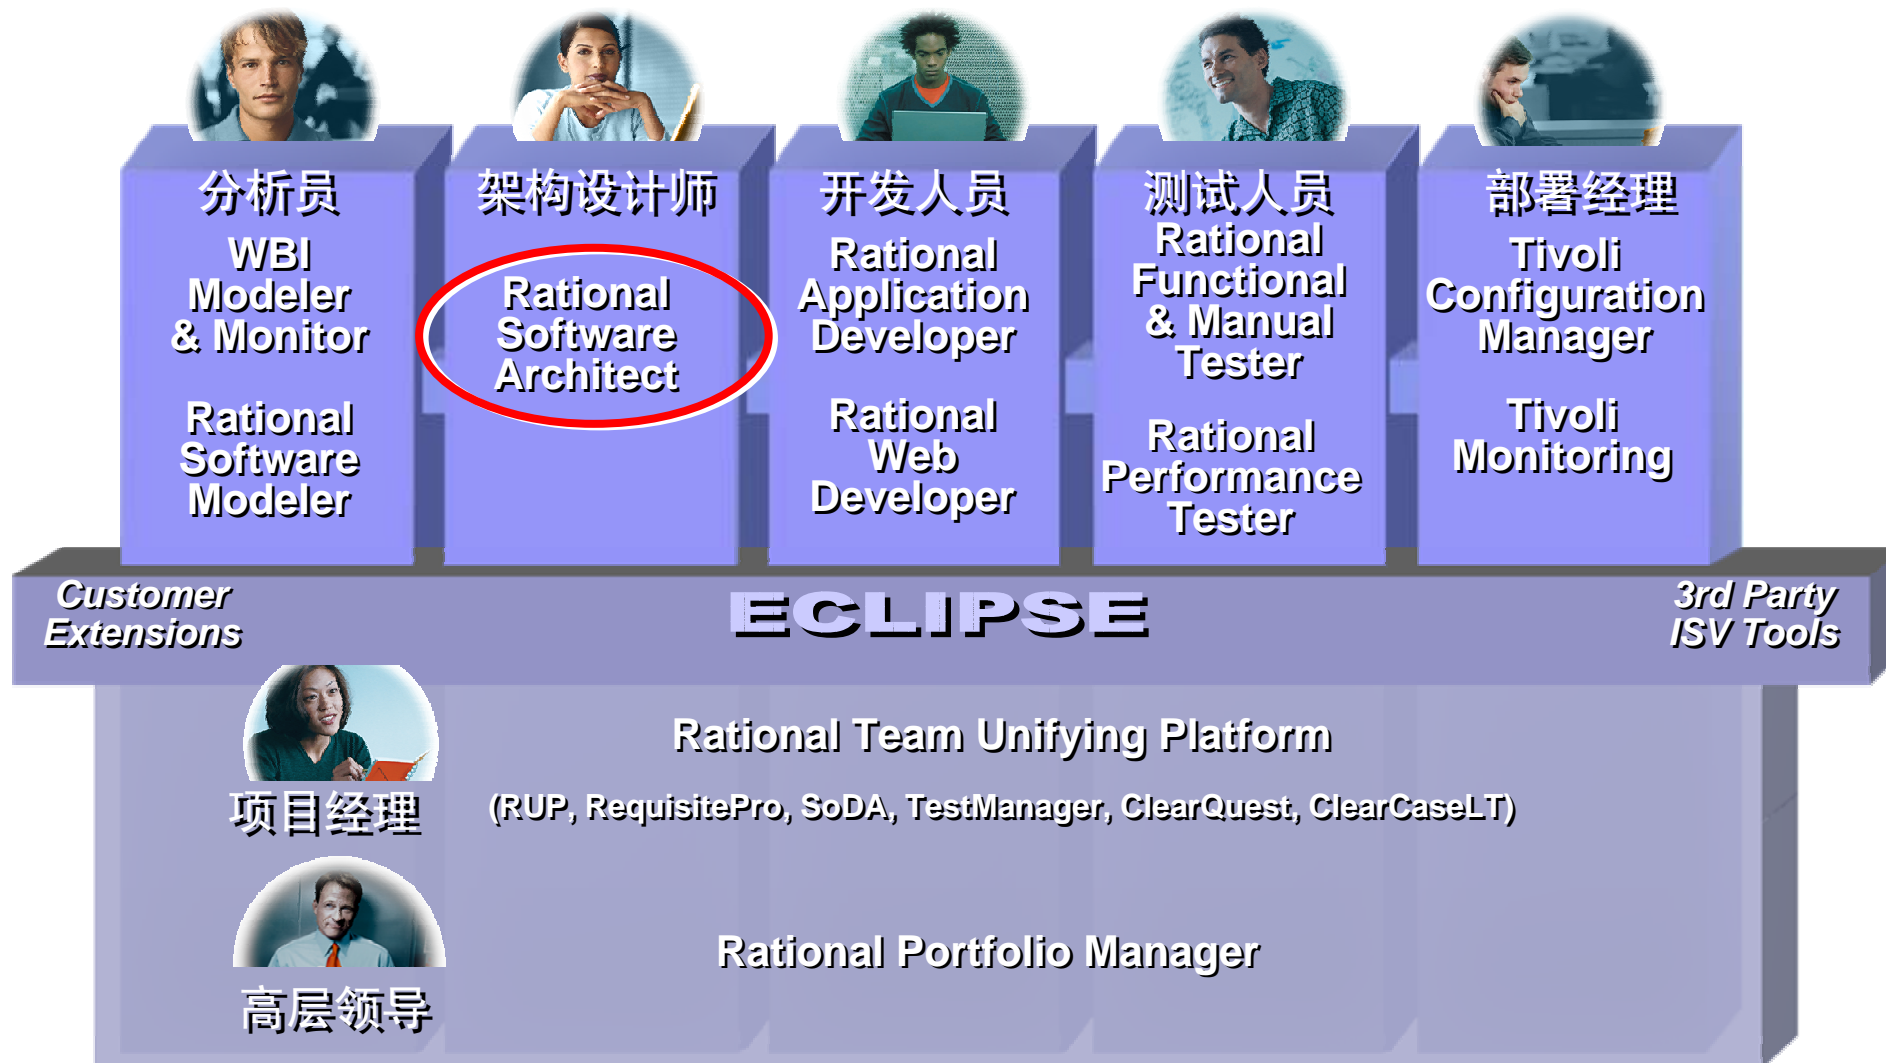 分析员
WBI
Modeler
& Monitor
Rational
Software
Modeler
架构设计师
Rational
Software
Architect
开发人员
Rational
Application
Developer
Rational
Web
Developer
测试人员
Rational
Functional
& Manual
Tester
Rational
Performance
Tester
部署经理
Tivoli
Configuration
Manager
Tivoli
Monitoring
Customer
Extensions
ECLIPSE
3rd Party
ISV Tools
项目经理
Rational Team Unifying Platform
(RUP, RequisitePro, SoDA, TestManager, ClearQuest, ClearCaseLT)
高层领导
Rational Portfolio Manager